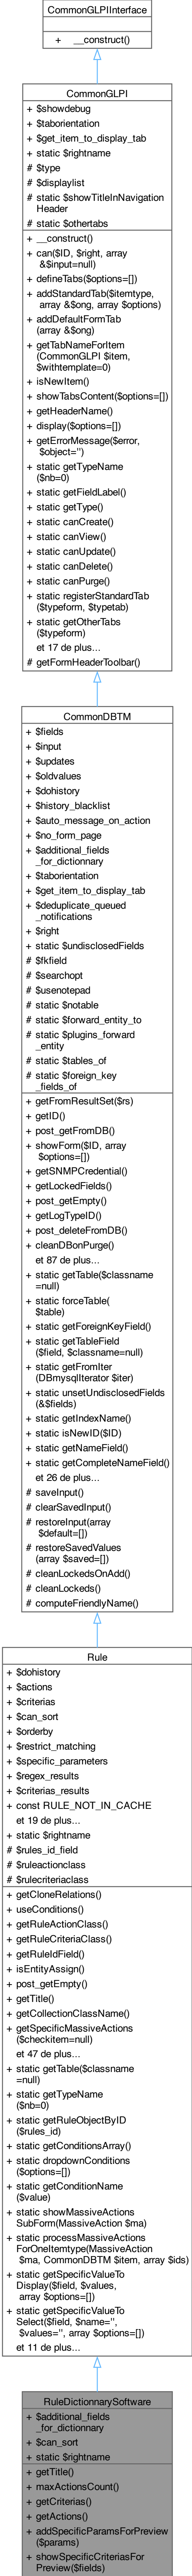 CommonGLPIInterface
+ __construct()
CommonGLPI
+ $showdebug
+ $taborientation
+ $get_item_to_display_tab
+ static $rightname
# $type
# $displaylist
# static $showTitleInNavigation
Header
# static $othertabs
+ __construct()
+ can($ID, $right, array
&$input=null)
+ defineTabs($options=[])
+ addStandardTab($itemtype,
array &$ong, array $options)
+ addDefaultFormTab
(array &$ong)
+ getTabNameForItem
(CommonGLPI $item,
$withtemplate=0)
+ isNewItem()
+ showTabsContent($options=[])
+ getHeaderName()
+ display($options=[])
+ getErrorMessage($error,
$object='')
+ static getTypeName
($nb=0)
+ static getFieldLabel()
+ static getType()
+ static canCreate()
+ static canView()
+ static canUpdate()
+ static canDelete()
+ static canPurge()
+ static registerStandardTab
($typeform, $typetab)
+ static getOtherTabs
($typeform)
et 17 de plus...
# getFormHeaderToolbar()
CommonDBTM
+ $fields
+ $input
+ $updates
+ $oldvalues
+ $dohistory
+ $history_blacklist
+ $auto_message_on_action
+ $no_form_page
+ $additional_fields
_for_dictionnary
+ $taborientation
+ $get_item_to_display_tab
+ $deduplicate_queued
_notifications
+ $right
+ static $undisclosedFields
# $fkfield
# $searchopt
# $usenotepad
# static $notable
# static $forward_entity_to
# static $plugins_forward
_entity
# static $tables_of
# static $foreign_key
_fields_of
+ getFromResultSet($rs)
+ getID()
+ post_getFromDB()
+ showForm($ID, array
$options=[])
+ getSNMPCredential()
+ getLockedFields()
+ post_getEmpty()
+ getLogTypeID()
+ post_deleteFromDB()
+ cleanDBonPurge()
et 87 de plus...
+ static getTable($classname
=null)
+ static forceTable(
$table)
+ static getForeignKeyField()
+ static getTableField
($field, $classname=null)
+ static getFromIter
(DBmysqlIterator $iter)
+ static unsetUndisclosedFields
(&$fields)
+ static getIndexName()
+ static isNewID($ID)
+ static getNameField()
+ static getCompleteNameField()
et 26 de plus...
# saveInput()
# clearSavedInput()
# restoreInput(array
$default=[])
# restoreSavedValues
(array $saved=[])
# cleanLockedsOnAdd()
# cleanLockeds()
# computeFriendlyName()
Rule
+ $dohistory
+ $actions
+ $criterias
+ $can_sort
+ $orderby
+ $restrict_matching
+ $specific_parameters
+ $regex_results
+ $criterias_results
+ const RULE_NOT_IN_CACHE
et 19 de plus...
+ static $rightname
# $rules_id_field
# $ruleactionclass
# $rulecriteriaclass
+ getCloneRelations()
+ useConditions()
+ getRuleActionClass()
+ getRuleCriteriaClass()
+ getRuleIdField()
+ isEntityAssign()
+ post_getEmpty()
+ getTitle()
+ getCollectionClassName()
+ getSpecificMassiveActions
($checkitem=null)
et 47 de plus...
+ static getTable($classname
=null)
+ static getTypeName
($nb=0)
+ static getRuleObjectByID
($rules_id)
+ static getConditionsArray()
+ static dropdownConditions
($options=[])
+ static getConditionName
($value)
+ static showMassiveActions
SubForm(MassiveAction $ma)
+ static processMassiveActions
ForOneItemtype(MassiveAction
$ma, CommonDBTM $item, array $ids)
+ static getSpecificValueTo
Display($field, $values,
array $options=[])
+ static getSpecificValueTo
Select($field, $name='',
$values='', array $options=[])
et 11 de plus...
RuleDictionnarySoftware
+ $additional_fields
_for_dictionnary
+ $can_sort
+ static $rightname
+ getTitle()
+ maxActionsCount()
+ getCriterias()
+ getActions()
+ addSpecificParamsForPreview
($params)
+ showSpecificCriteriasFor
Preview($fields)